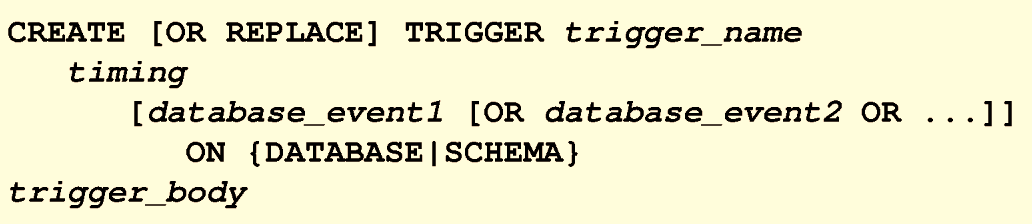 CREATE [OR REPLACE] TRIGGER trigger_name
timing
[database_event1 [OR database_event2 OR ...]]
ON {DATABASE|SCHEMA}
trigger_body